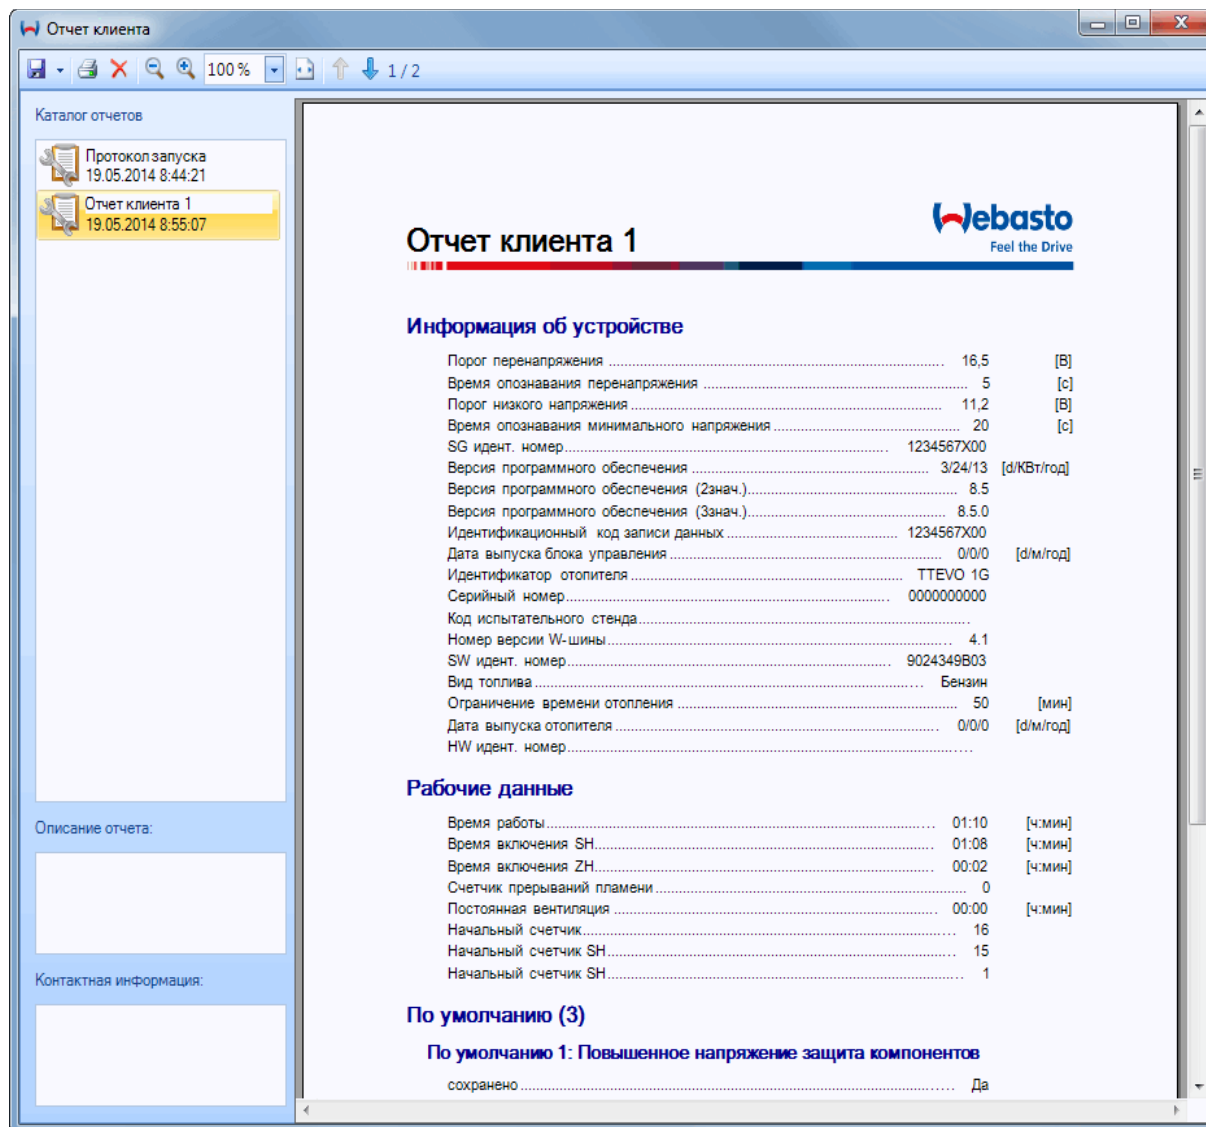 Отчет клиента
100 %
1 / 2
Каталог отчетов
Протокол запуска
19.05.2014 8:44:21
Отчет клиента 1
19.05.2014 8:55:07
Описание отчета:
Контактная информация:
Webasto
Feel the Drive
Отчет клиента 1
Информация об устройстве
Порог перенапряжения 16,5 [В]
Время опознавания перенапряжения 5 [с]
Порог низкого напряжения 11,2 [В]
Время опознавания минимального напряжения 20 [с]
SG идент. номер 1234567X00
Версия программного обеспечения 3/24/13 [d/КВт/год]
Версия программного обеспечения (2знач.) 8.5
Версия программного обеспечения (3знач.) 8.5.0
Идентификационный код записи данных 1234567X00
Дата выпуска блока управления 0/0/0 [d/м/год]
Идентификатор отопителя TTEVO 1G
Серийный номер 0000000000
Код испытательного стенда
Номер версии W-шины 4.1
SW идент. номер 9024349B03
Вид топлива Бензин
Ограничение времени отопления 50 [мин]
Дата выпуска отопителя 0/0/0 [d/м/год]
HW идент. номер
Рабочие данные
Время работы 01:10 [ч:мин]
Время включения SH 01:08 [ч:мин]
Время включения ZH 00:02 [ч:мин]
Счетчик прерываний пламени 0
Постоянная вентиляция 00:00 [ч:мин]
Начальный счетчик 16
Начальный счетчик SH 15
Начальный счетчик SH 1
По умолчанию (3)
По умолчанию 1: Повышенное напряжение защита компонентов
сохранено Да